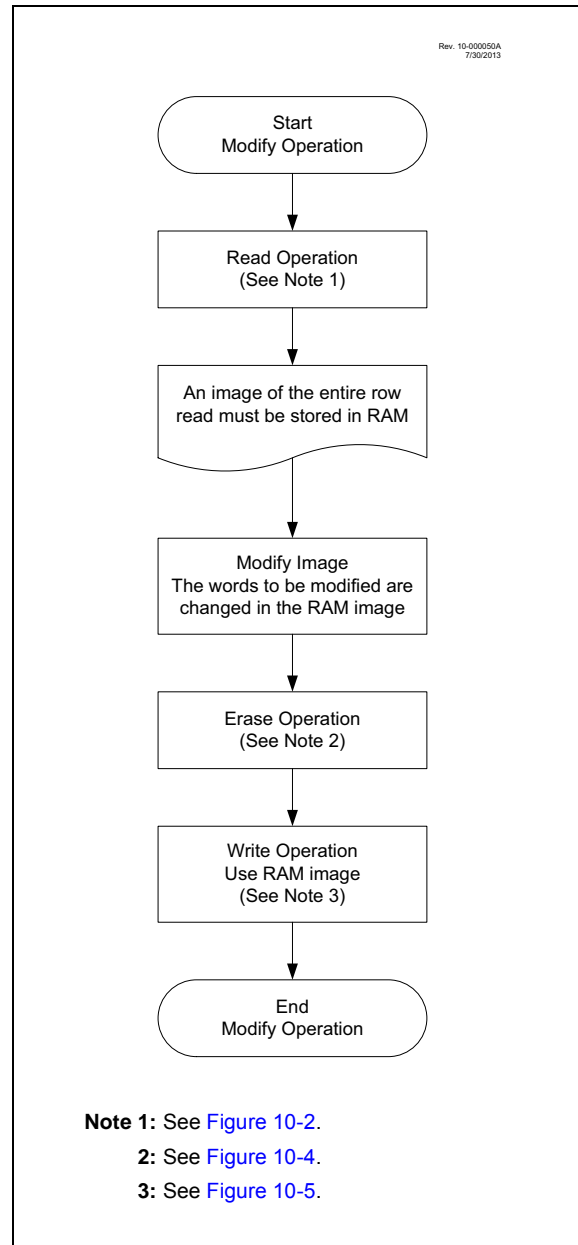 Rev. 10-000050A
7/30/2013
Start
Modify Operation
Read Operation
(See Note 1)
An image of the entire row
read must be stored in RAM
Modify Image
The words to be modified are
changed in the RAM image
Erase Operation
(See Note 2)
Write Operation
Use RAM image
(See Note 3)
End
Modify Operation
Note 1: See Figure 10-2.
2: See Figure 10-4.
3: See Figure 10-5.